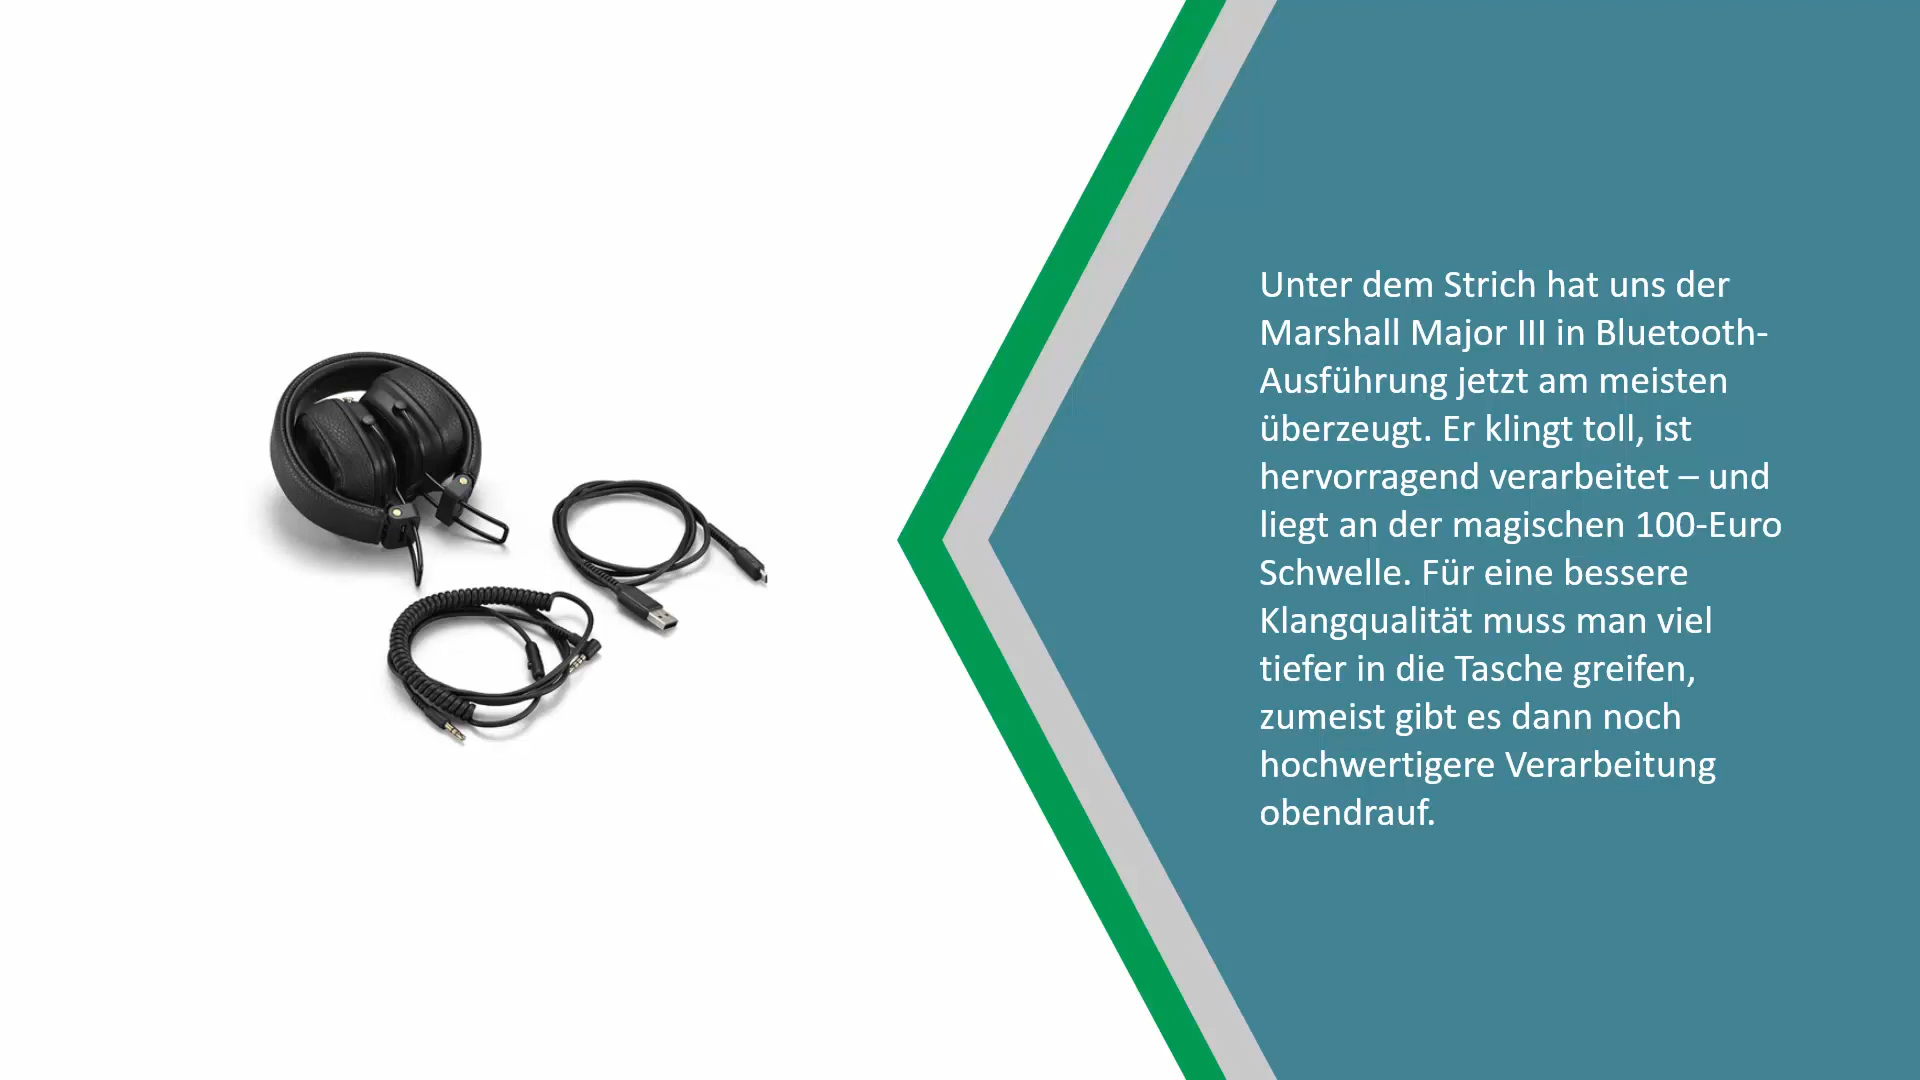 Unter dem Strich hat uns der
Marshall Major III in Bluetooth-
Ausführung jetzt am meisten
überzeugt. Er klingt toll, ist
hervorragend verarbeitet – und
liegt an der magischen 100-Euro
Schwelle. Für eine bessere
Klangqualität muss man viel
tiefer in die Tasche greifen,
zumeist gibt es dann noch
hochwertigere Verarbeitung
obendrauf.